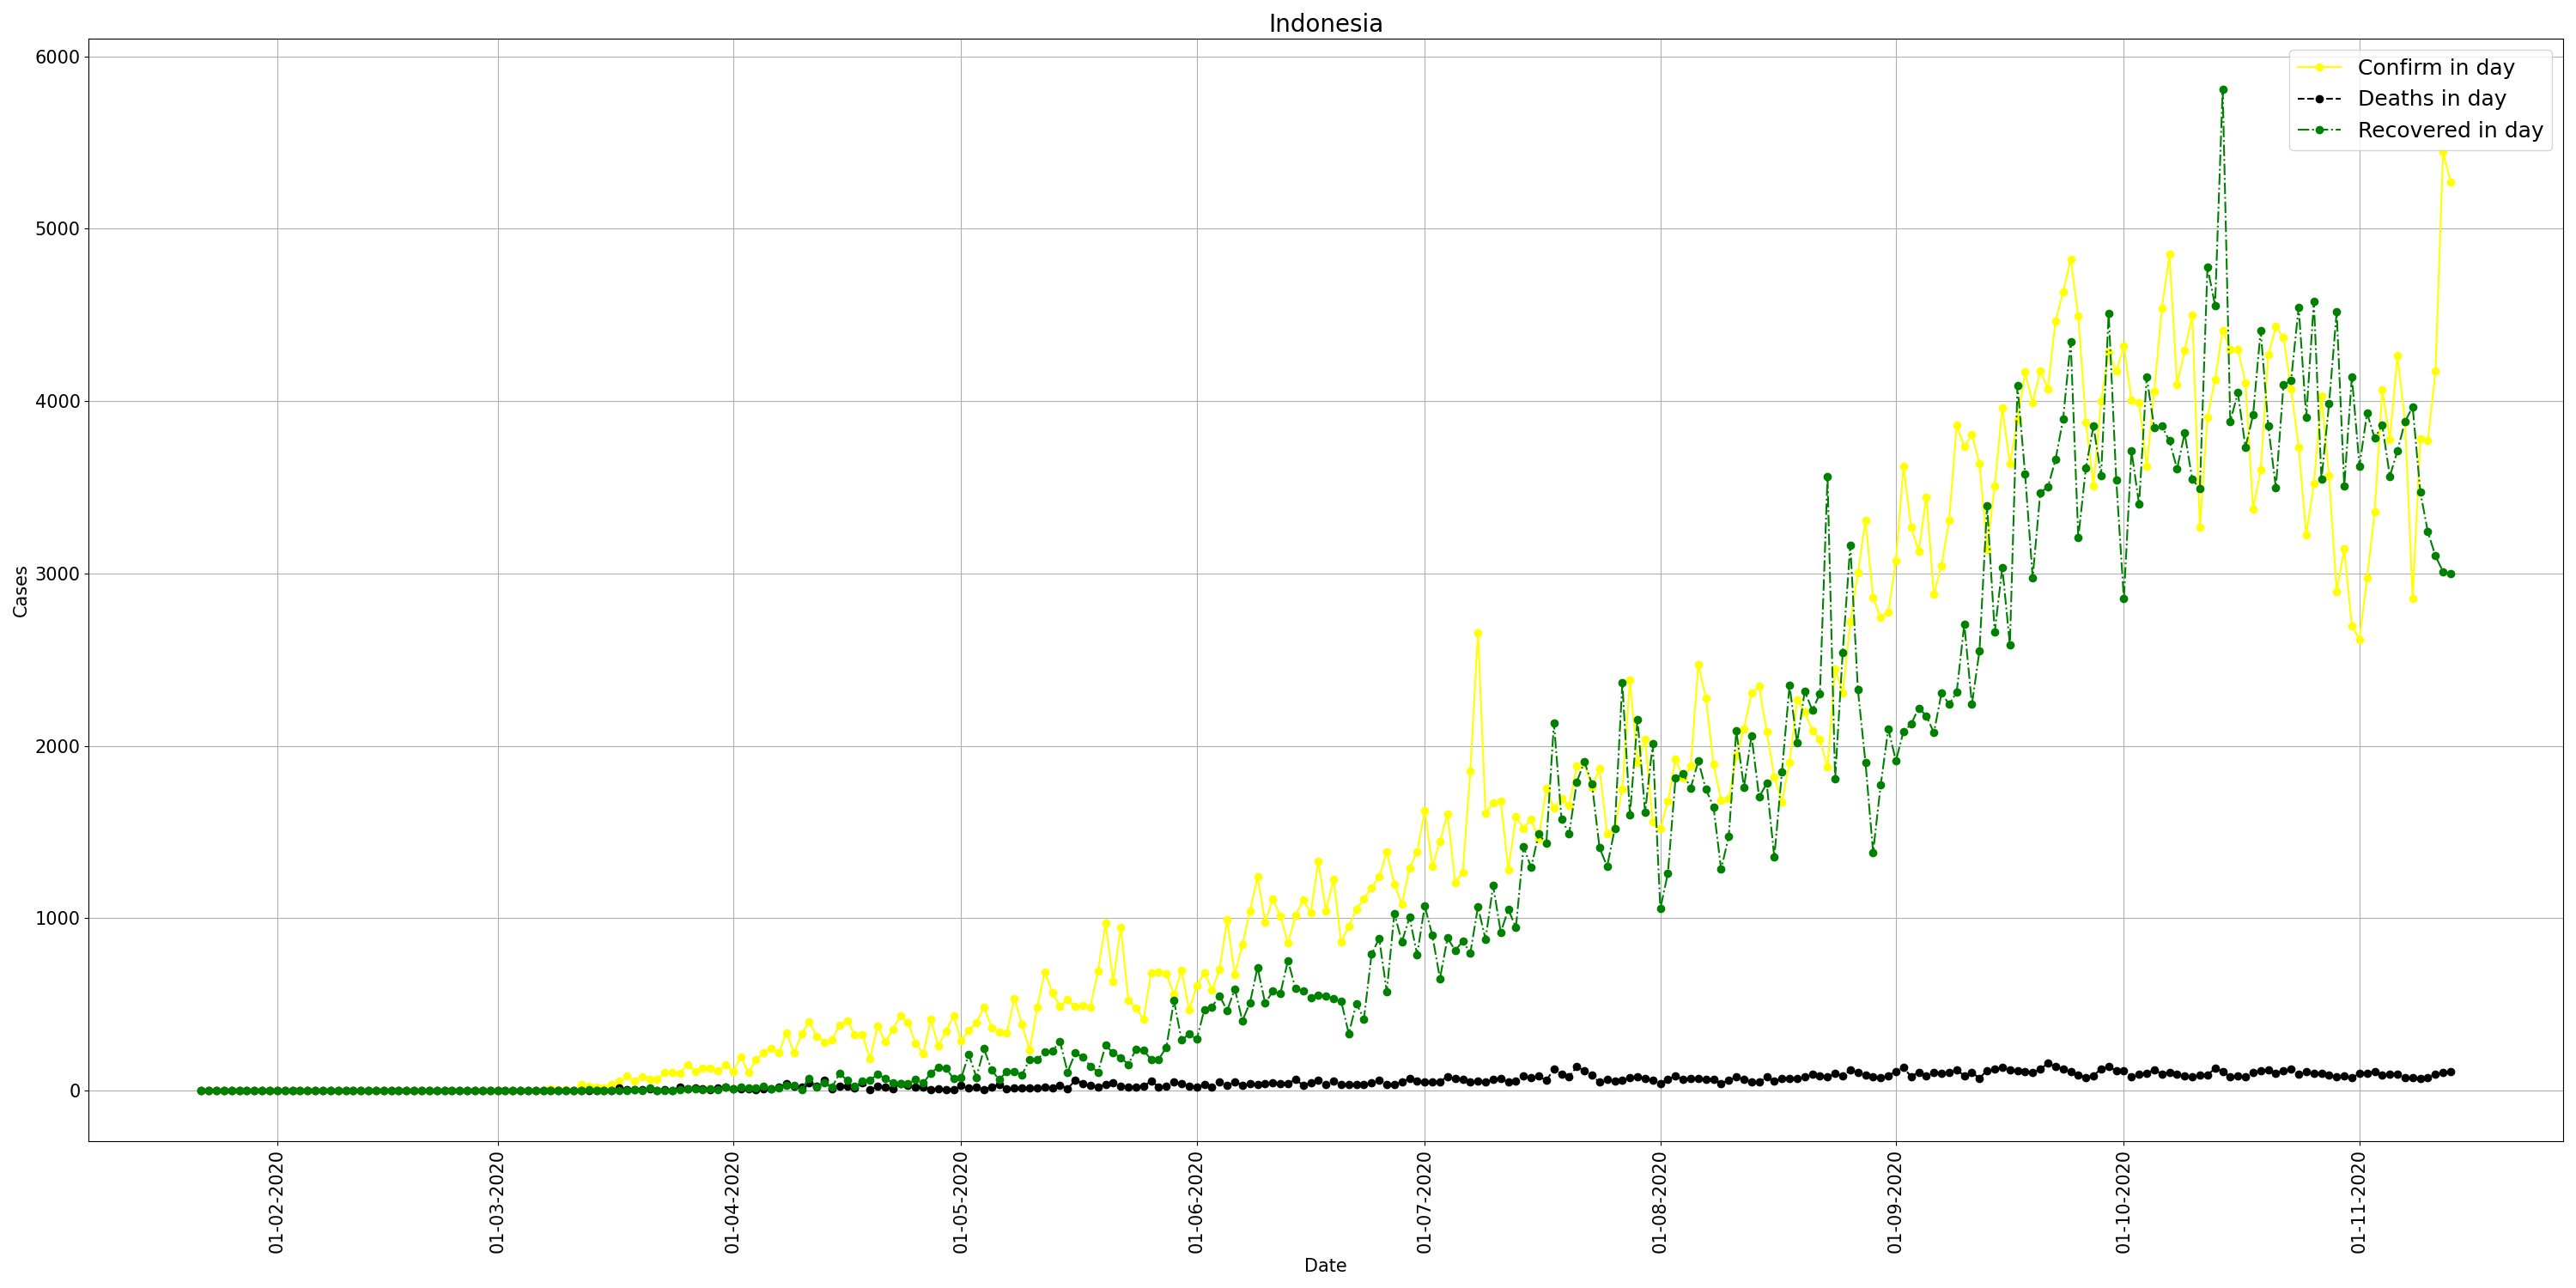 Indonesia
6000
5000
4000
3000
2000
1000
0
Cases
Confirm in day
Deaths in day
Recovered in day
01-02-2020
01-03-2020
01-04-2020
01-05-2020
01-06-2020
01-07-2020
01-08-2020
01-09-2020
01-10-2020
01-11-2020
Date